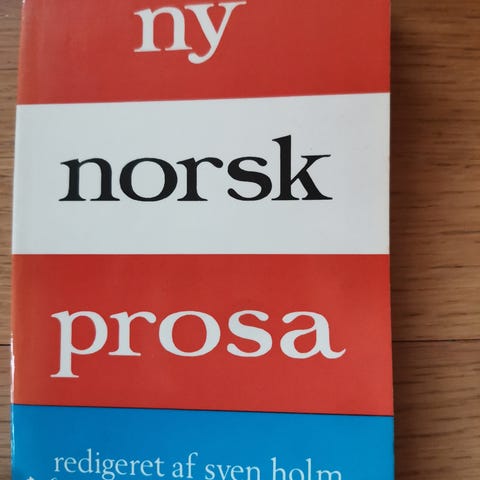 ny
norsk
prosa
redigeret af sven holm